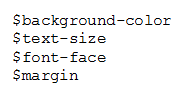 $background-color
$text-size
$font-face
$margin